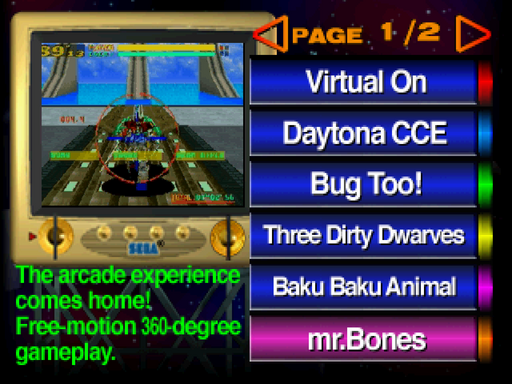 PAGE 1/2
Virtual On
Daytona CCE
Bug Too!
Three Dirty Dwarves
Baku Baku Animal
mr.Bones
SEGA®
The arcade experience
comes home!
Free-motion 360-degree
gameplay.